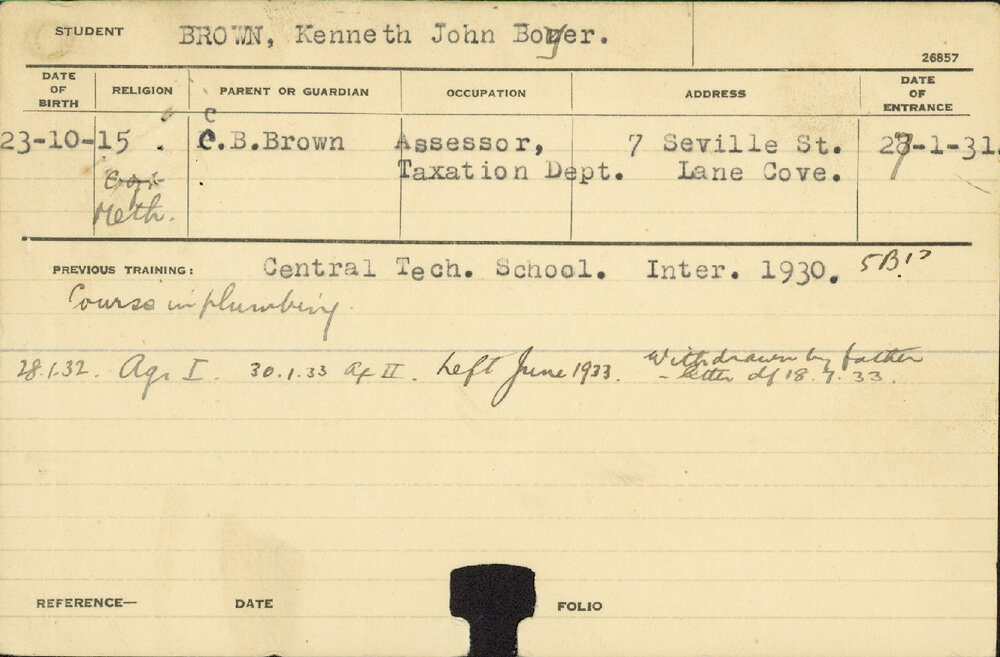 STUDENT BROWN, Kenneth John Bowyer.
26857
DATE OF BIRTH RELIGION PARENT OR GUARDIAN OCCUPATION ADDRESS DATE OF ENTRANCE
23-10-15 . C.B.Brown Assessor, 7 Seville St. 27-1-31.
Taxation Dept. Lane Cove.
Meth.
PREVIOUS TRAINING: Central Tech. School. Inter. 1930. 5B's
Course in plumbing.
28.1.32. Agr I. 30.1.33 Ag II. Left June 1933. Withdrawn by father
- letter df 18.7.33.
REFERENCE— DATE FOLIO